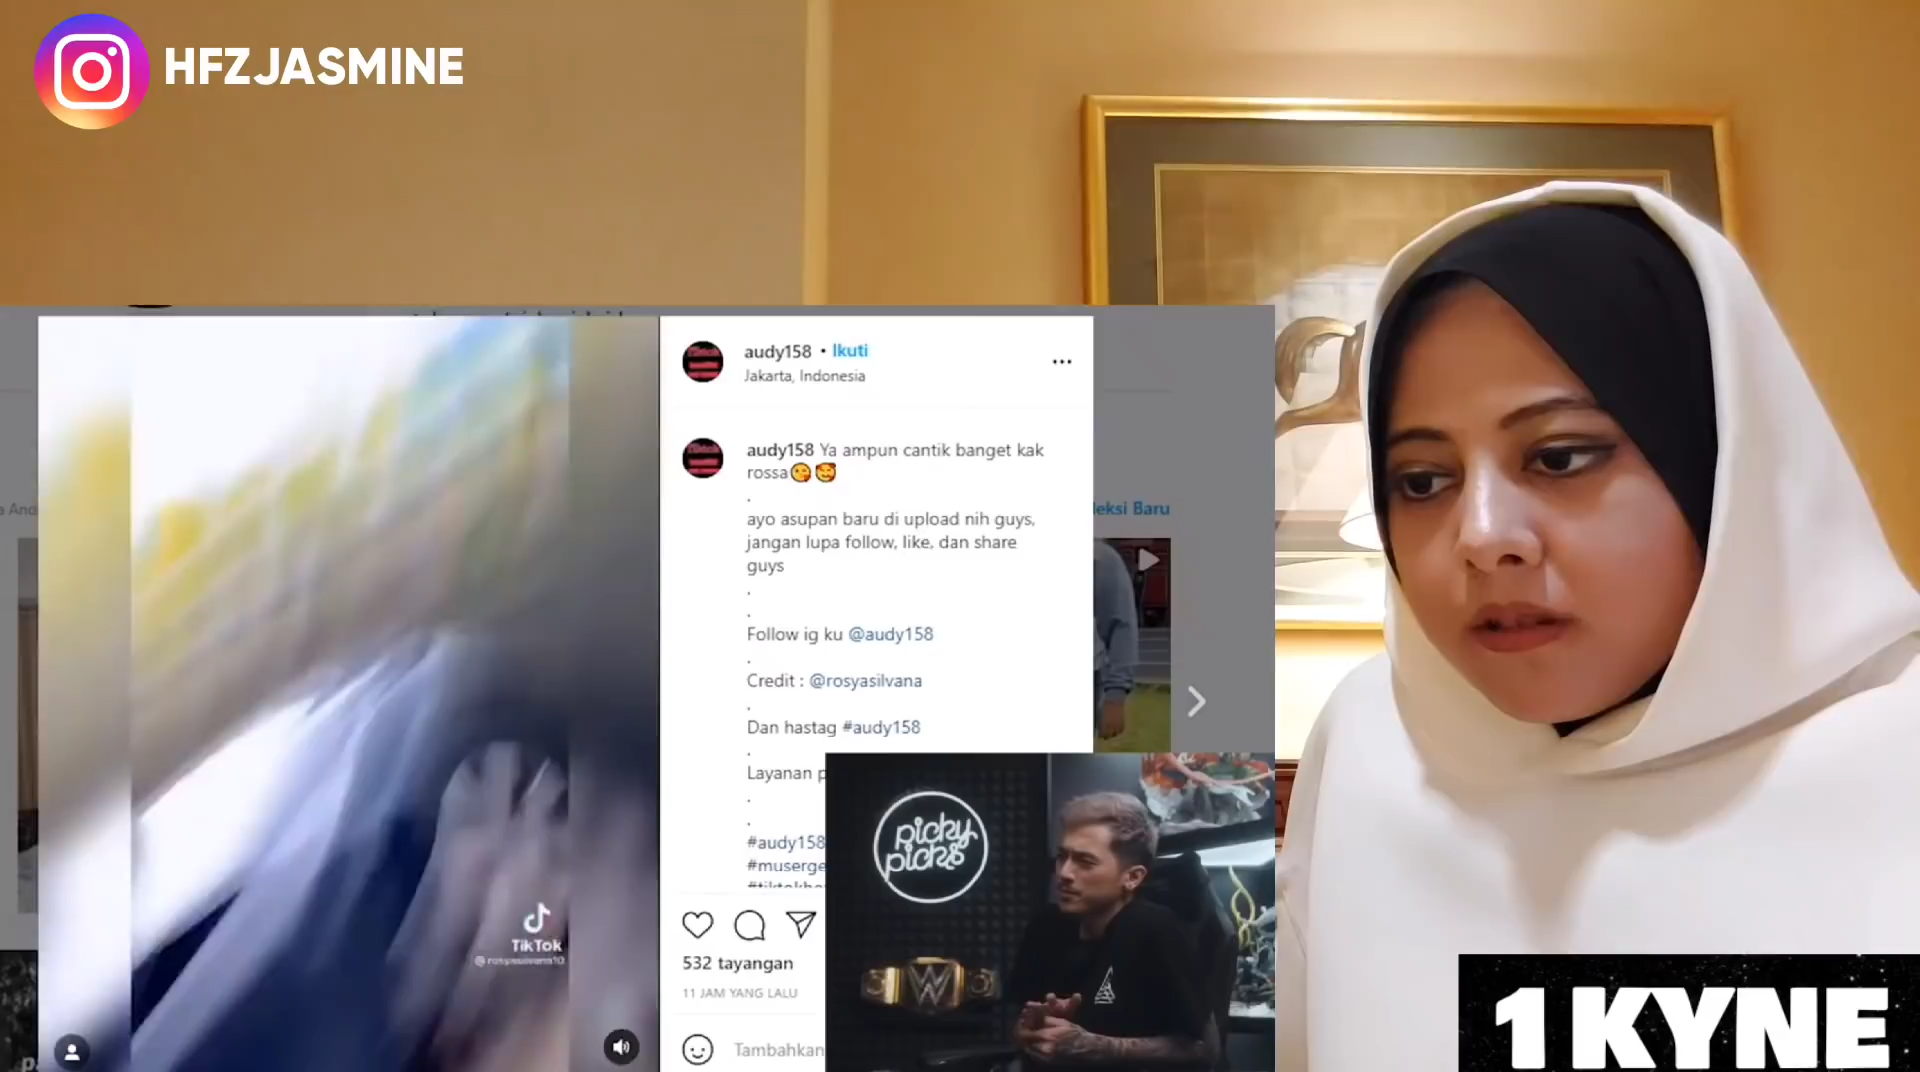 HFZJASMINE
audy158 • Ikuti
Jakarta, Indonesia
audy158 Ya ampun cantik banget kak
rossa😘🥰
.
ayo asupan baru di upload nih guys,
jangan lupa follow, like, dan share
guys
.
.
Follow ig ku @audy158
.
Credit : @rosyasilvana
.
Dan hastag #audy158
.
Layanan p
.
.
#audy158
#muserge
532 tayangan
11 JAM YANG LALU
Tambahkan
leksi Baru
TikTok
picky
picks
W
1 KYNE